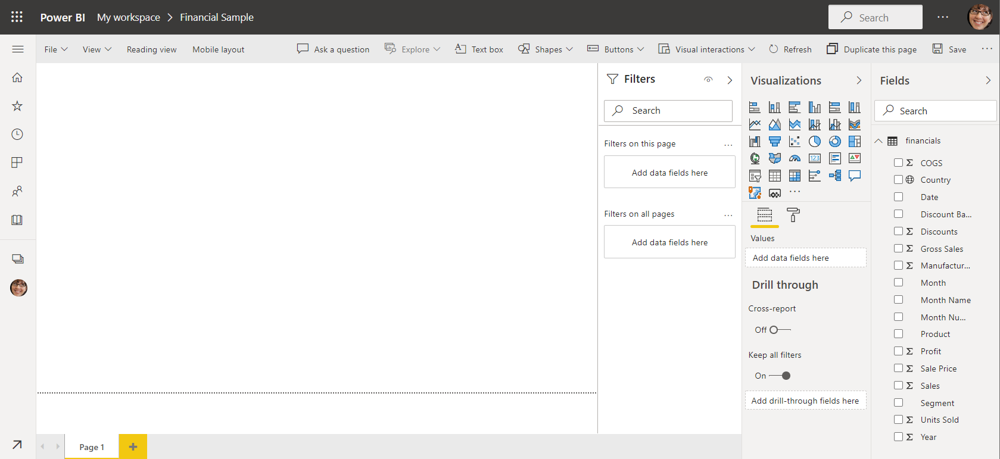 Power BI My workspace Financial Sample Search
File View Reading view Mobile layout Ask a question Explore Text box Shapes Buttons Visual interactions Refresh Duplicate this page Save
Filters
Search
Filters on this page
Add data fields here
Filters on all pages
Add data fields here
Visualizations
123
Values
Add data fields here
Drill through
Cross-report
Off
Keep all filters
On
Add drill-through fields here
Fields
Search
financials
COGS
Country
Date
Discount Ba...
Discounts
Gross Sales
Manufactur...
Month
Month Name
Month Nu...
Product
Profit
Sale Price
Sales
Segment
Units Sold
Year
Page 1